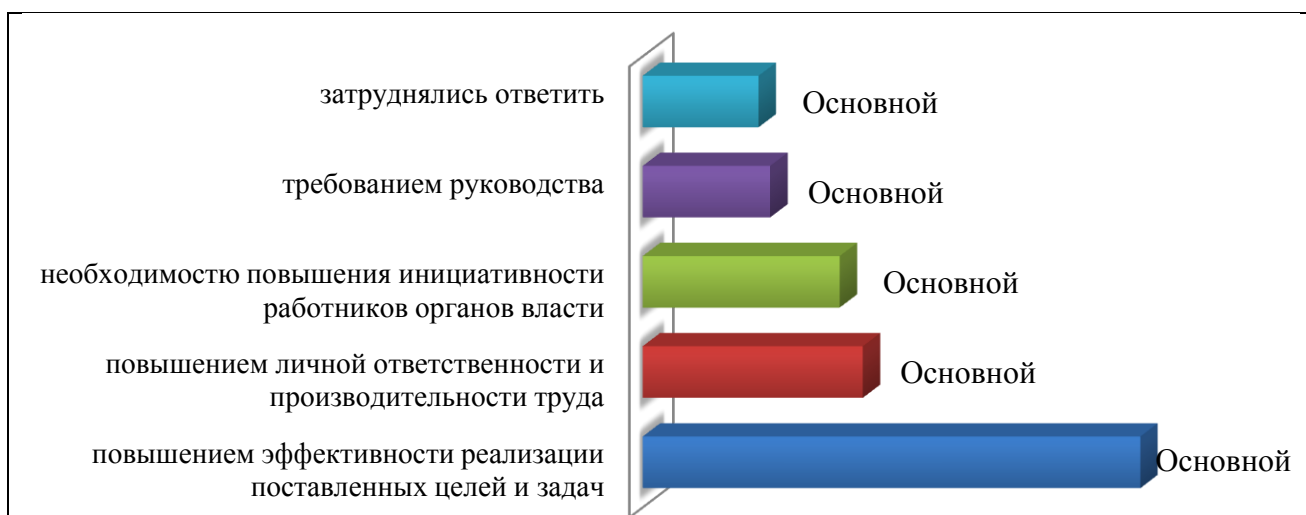 затруднялись ответить
Основной
требованием руководства
Основной
необходимостю повышения инициативности
работников органов власти
Основной
повышением личной ответственности и
производительности труда
Основной
повышением эффективности реализации
поставленных целей и задач
Основной